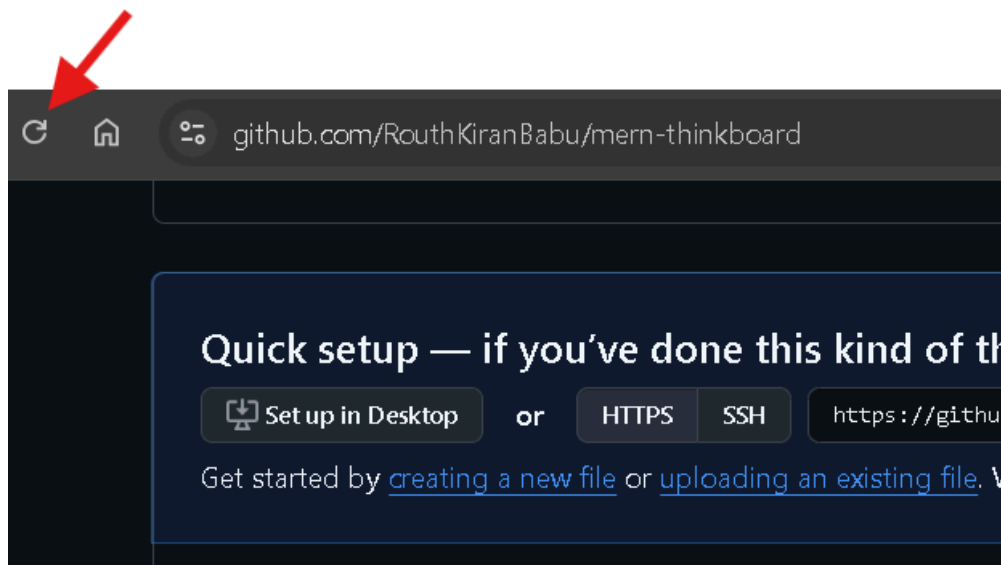 github.com/RouthKiranBabu/mern-thinkboard
Quick setup — if you've done this kind of th
Set up in Desktop or HTTPS SSH https://githu
Get started by creating a new file or uploading an existing file.